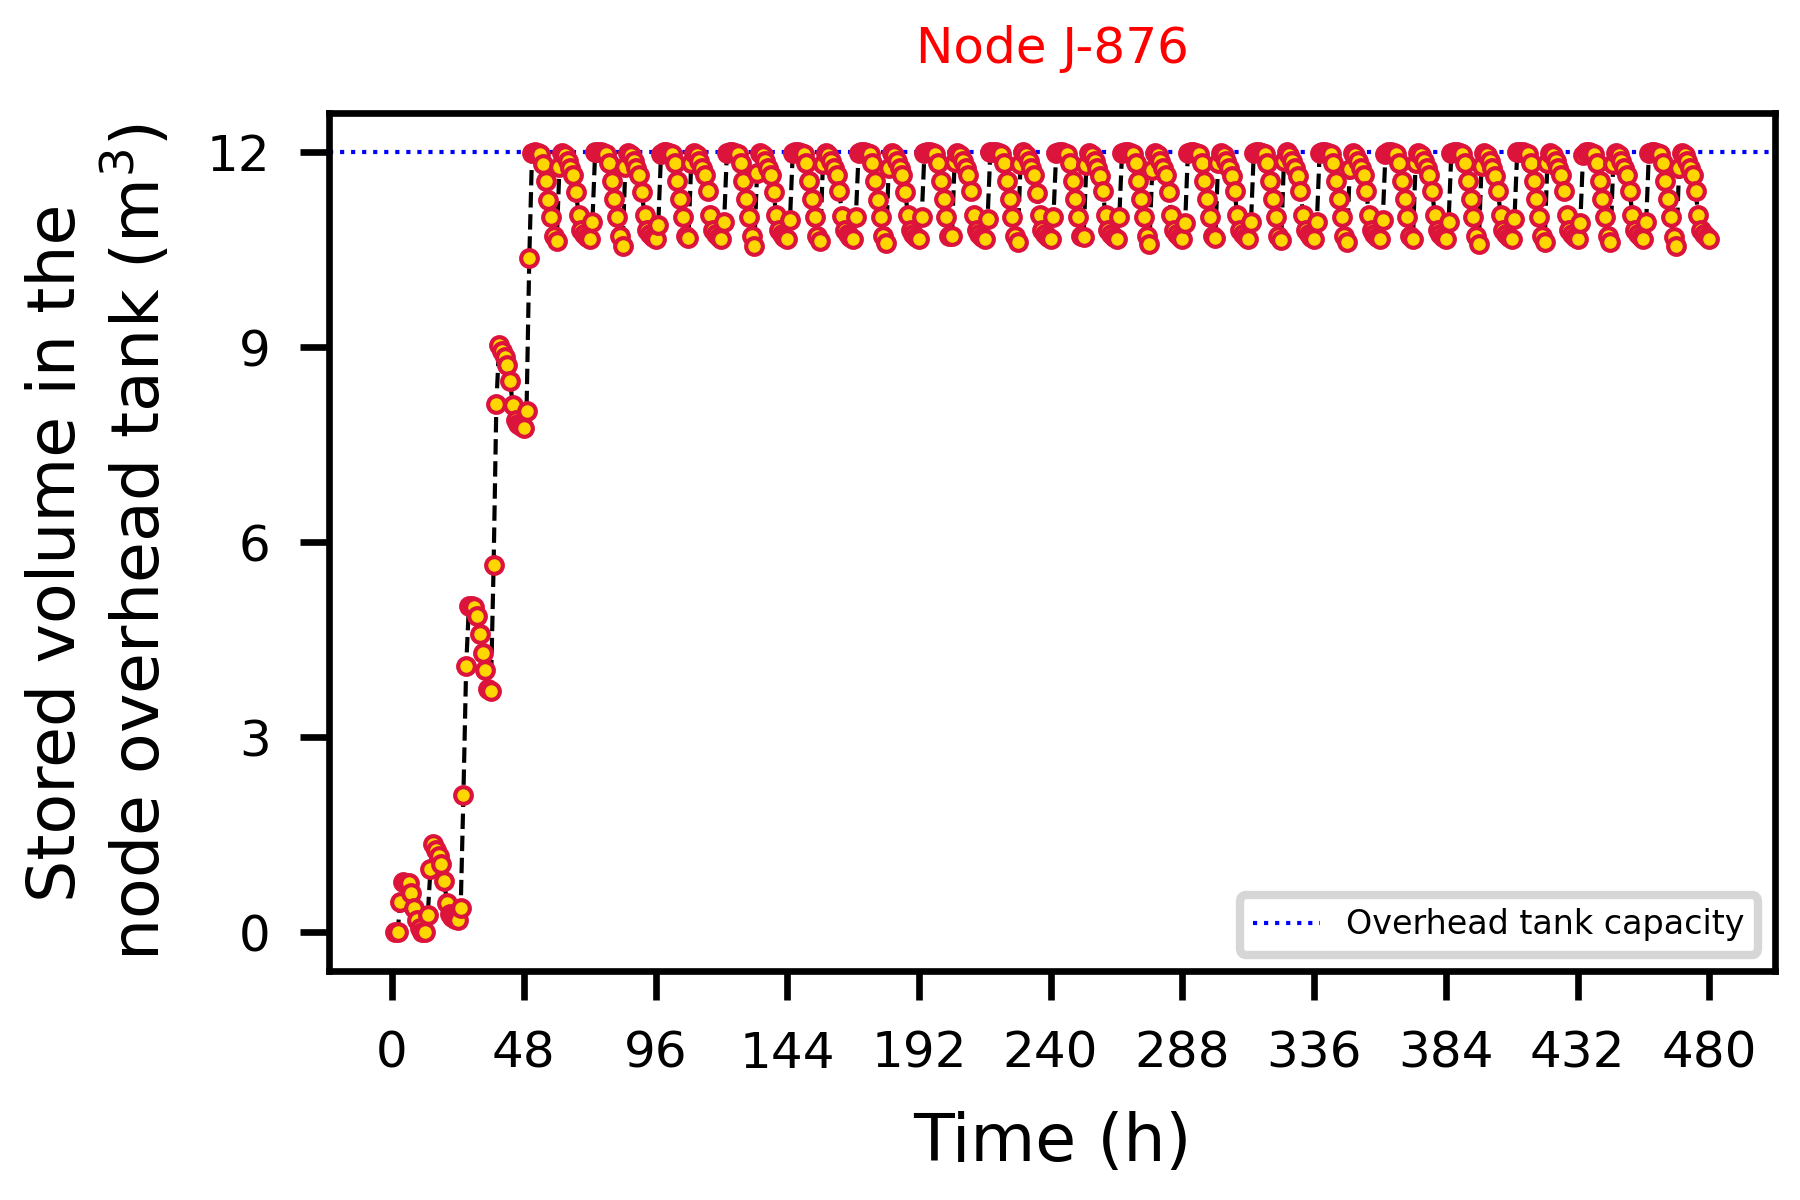 Node J-876
Stored volume in the
node overhead tank (m³)
12
9
6
3
0
Overhead tank capacity
0 48 96 144 192 240 288 336 384 432 480
Time (h)